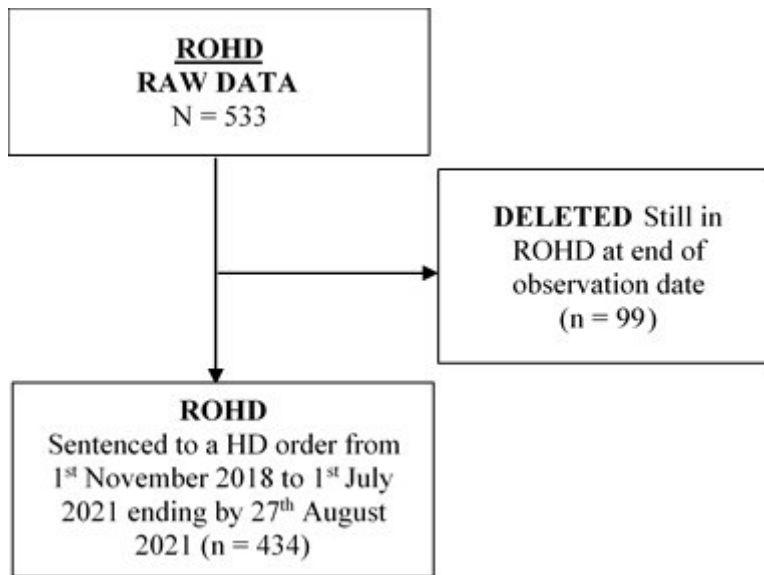 ROHD
RAW DATA
N = 533
DELETED Still in
ROHD at end of
observation date
(n = 99)
ROHD
Sentenced to a HD order from
1st November 2018 to 1st July
2021 ending by 27th August
2021 (n = 434)